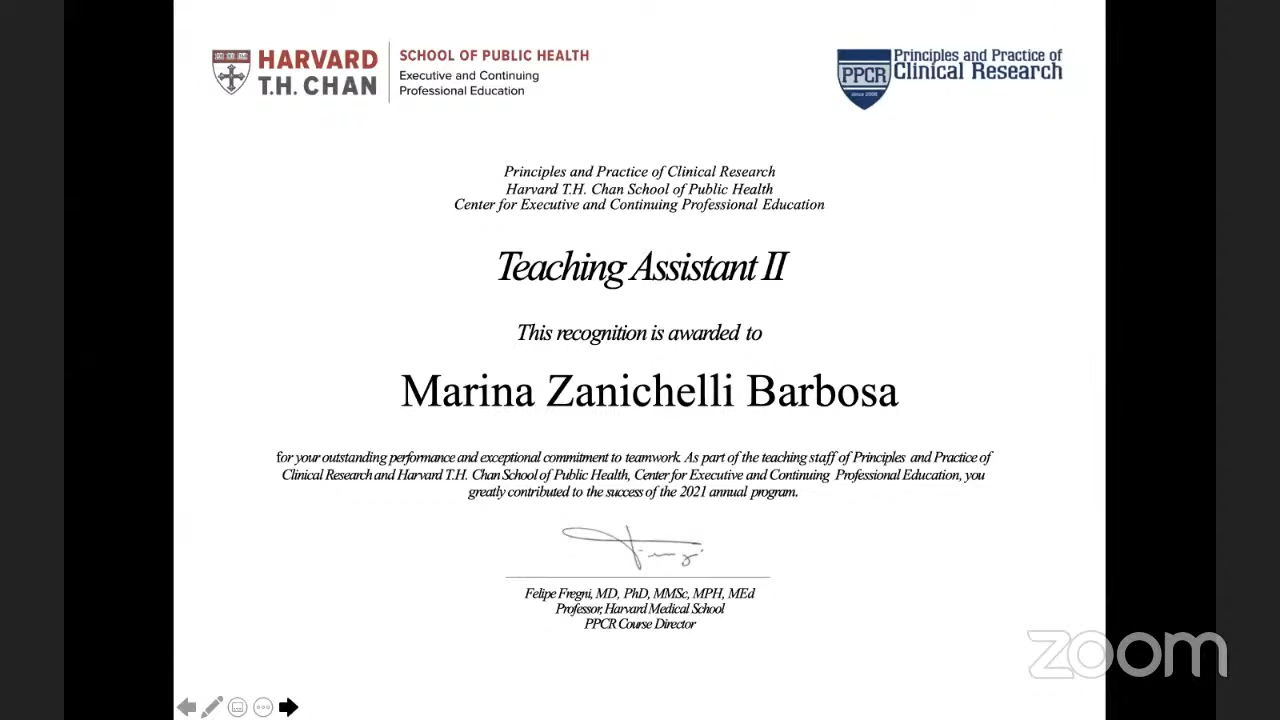 HARVARD
T.H. CHAN
SCHOOL OF PUBLIC HEALTH
Executive and Continuing
Professional Education
PPCR
since 2008
Principles and Practice of
Clinical Research
Principles and Practice of Clinical Research
Harvard T.H. Chan School of Public Health
Center for Executive and Continuing Professional Education
Teaching Assistant II
This recognition is awarded to
Marina Zanichelli Barbosa
for your outstanding performance and exceptional commitment to teamwork. As part of the teaching staff of Principles and Practice of
Clinical Research and Harvard T.H. Chan School of Public Health, Center for Executive and Continuing Professional Education, you
greatly contributed to the success of the 2021 annual program.
Felipe Fregni, MD, PhD, MMSc, MPH, MEd
Professor, Harvard Medical School
PPCR Course Director
zoom